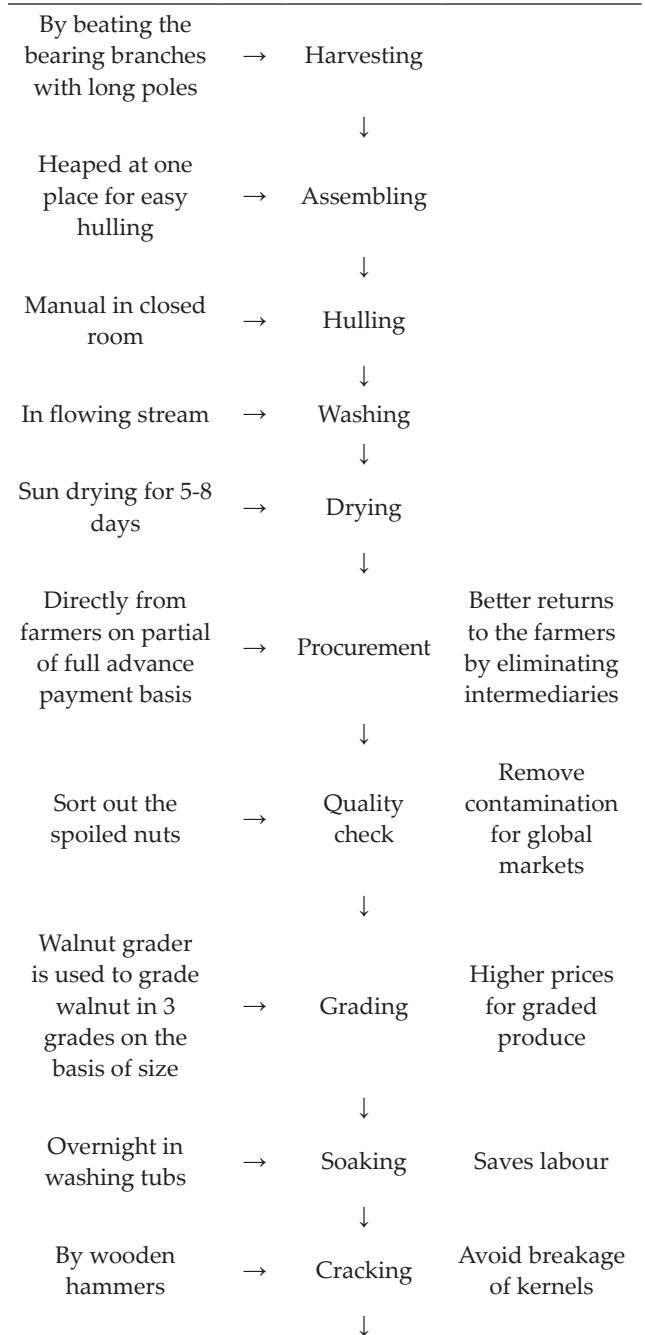 By beating the
bearing branches
with long poles
→
Harvesting
↓
Heaped at one
place for easy
hulling
→
Assembling
↓
Manual in closed
room
→
Hulling
↓
In flowing stream
→
Washing
↓
Sun drying for 5-8
days
→
Drying
↓
Directly from
farmers on partial
of full advance
payment basis
→
Procurement
Better returns
to the farmers
by eliminating
intermediaries
↓
Sort out the
spoiled nuts
→
Quality
check
Remove
contamination
for global
markets
↓
Walnut grader
is used to grade
walnut in 3
grades on the
basis of size
→
Grading
Higher prices
for graded
produce
↓
Overnight in
washing tubs
→
Soaking
Saves labour
↓
By wooden
hammers
→
Cracking
Avoid breakage
of kernels
↓